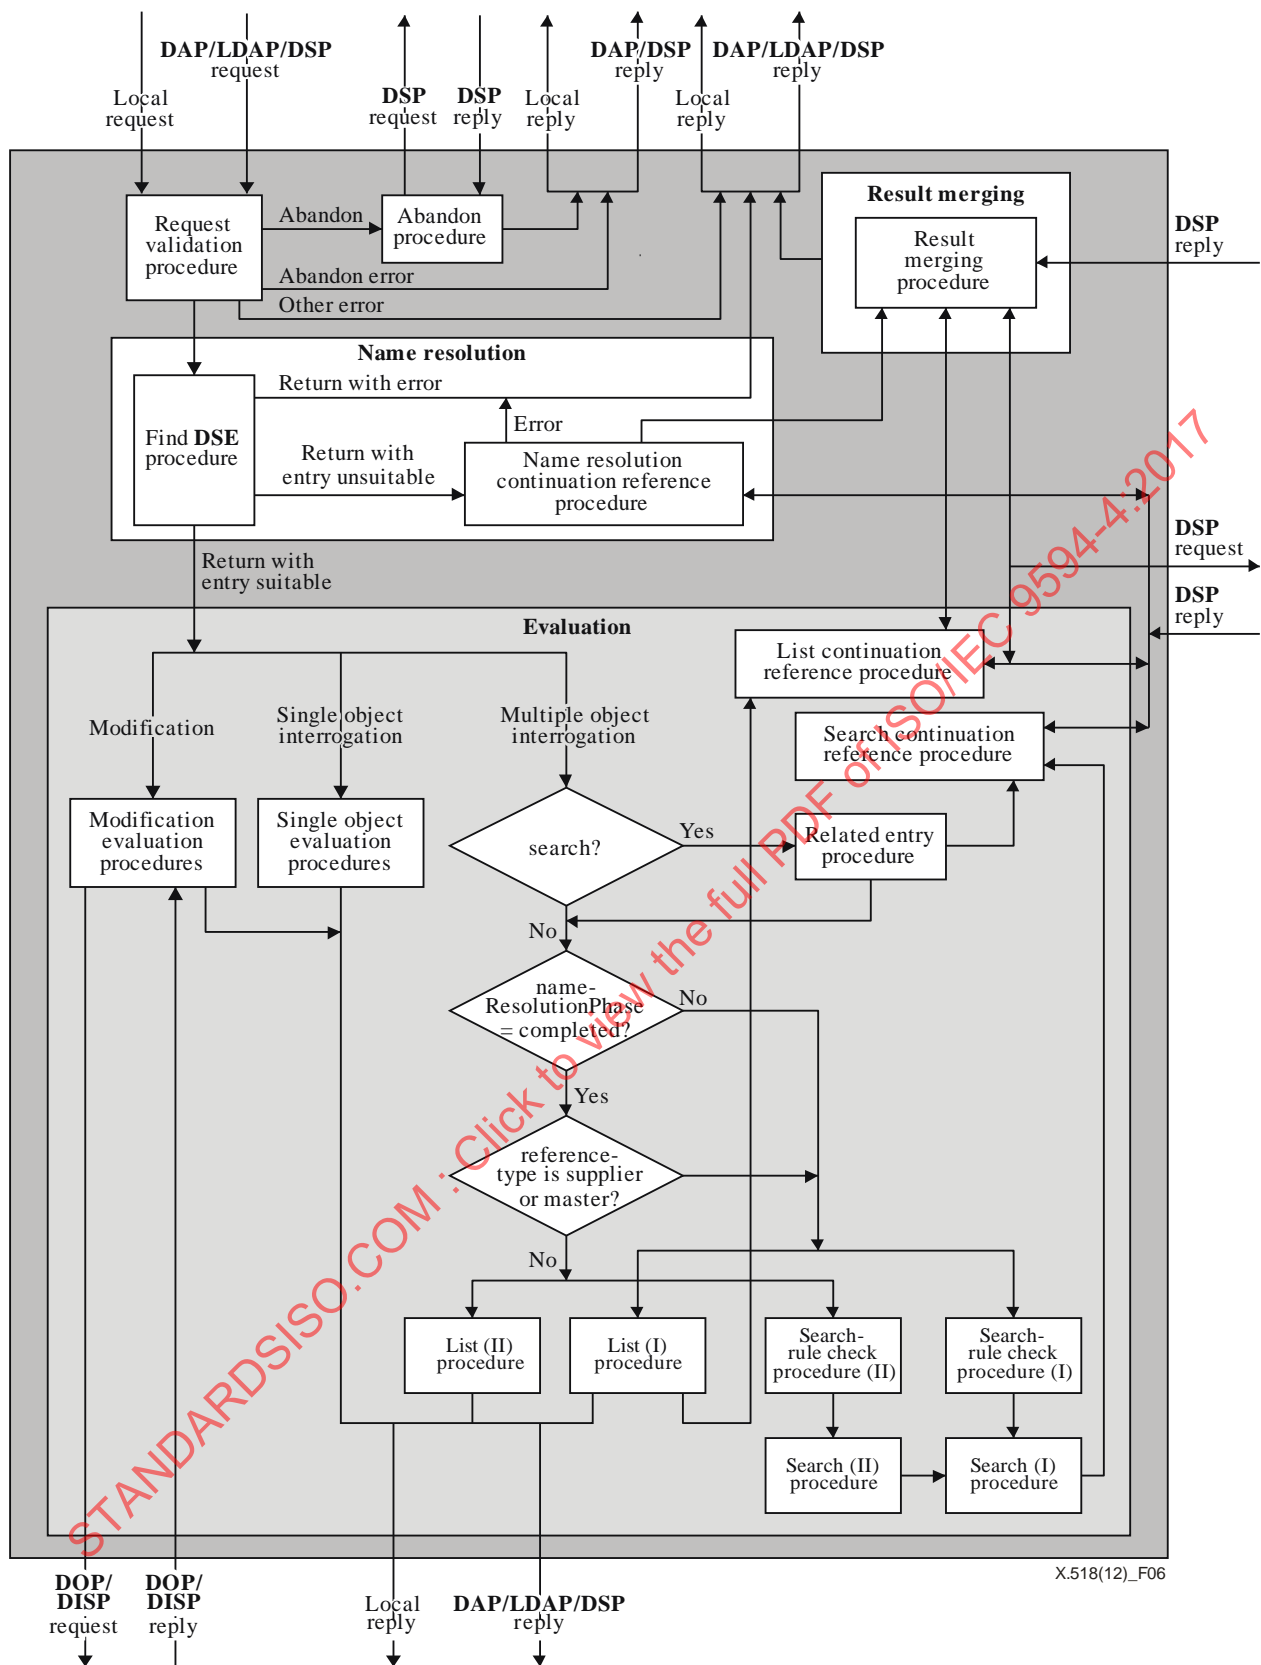 DAP/LDAP/DSP
request
DAP/DSP
reply
DAP/LDAP/DSP
reply
Local
request
DSP
request
DSP
reply
Local
reply
Local
reply
Result merging
Request
validation
procedure
Abandon
Abandon
procedure
Result
merging
procedure
DSP
reply
Abandon error
Other error
Name resolution
Return with error
Find DSE
procedure
Error
Return with
entry unsuitable
Name resolution
continuation reference
procedure
DSP
request
Return with
entry suitable
DSP
reply
Evaluation
List continuation
reference procedure
Modification
Single object
interrogation
Multiple object
interrogation
Search continuation
reference procedure
Modification
evaluation
procedures
Single object
evaluation
procedures
search?
Yes
Related entry
procedure
No
name-
ResolutionPhase
= completed?
No
Yes
reference-
type is supplier
or master?
No
List (II)
procedure
List (I)
procedure
Search-
rule check
procedure (II)
Search-
rule check
procedure (I)
Search (II)
procedure
Search (I)
procedure
X.518(12)_F06
DOP/
DISP
request
DOP/
DISP
reply
Local
reply
DAP/LDAP/DSP
reply
STANDARDSISO.COM : Click to view the full PDF of ISO/IEC 9594-4:2017